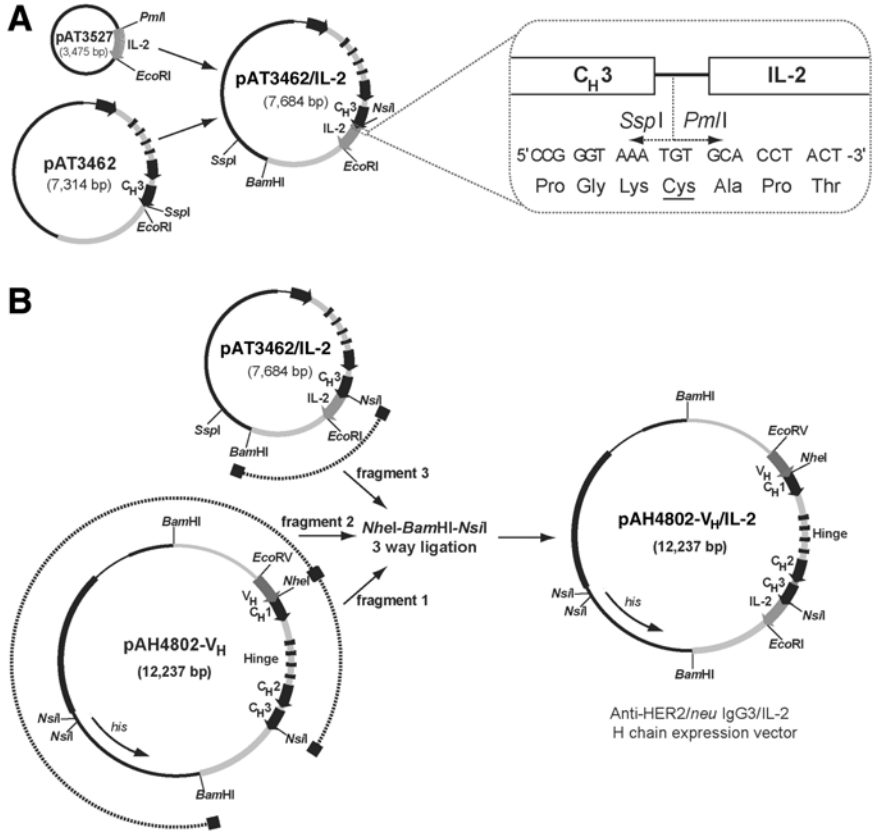 A
pAT3527
(3,475 bp)
PmlI
IL-2
EcoRI
pAT3462
(7,314 bp)
CH3
SspI
EcoRI
pAT3462/IL-2
(7,684 bp)
CH3
NsiI
IL-2
EcoRI
SspI
BamHI
CH3
IL-2
SspI PmlI
5'CCG GGT AAA TGT GCA CCT ACT -3'
Pro Gly Lys Cys Ala Pro Thr
B
pAT3462/IL-2
(7,684 bp)
CH3
IL-2
NsiI
EcoRI
SspI
BamHI
fragment 3
fragment 2
NheI-BamHI-NsiI
3 way ligation
fragment 1
BamHI
EcoRV
NheI
VH
CH1
pAH4802-VH
(12,237 bp)
Hinge
CH2
CH3
NsiI
NsiI
NsiI
his
BamHI
BamHI
EcoRV
NheI
VH
CH1
pAH4802-VH/IL-2
(12,237 bp)
Hinge
CH2
CH3
IL-2
NsiI
NsiI
NsiI
his
EcoRI
BamHI
Anti-HER2/neu IgG3/IL-2
H chain expression vector